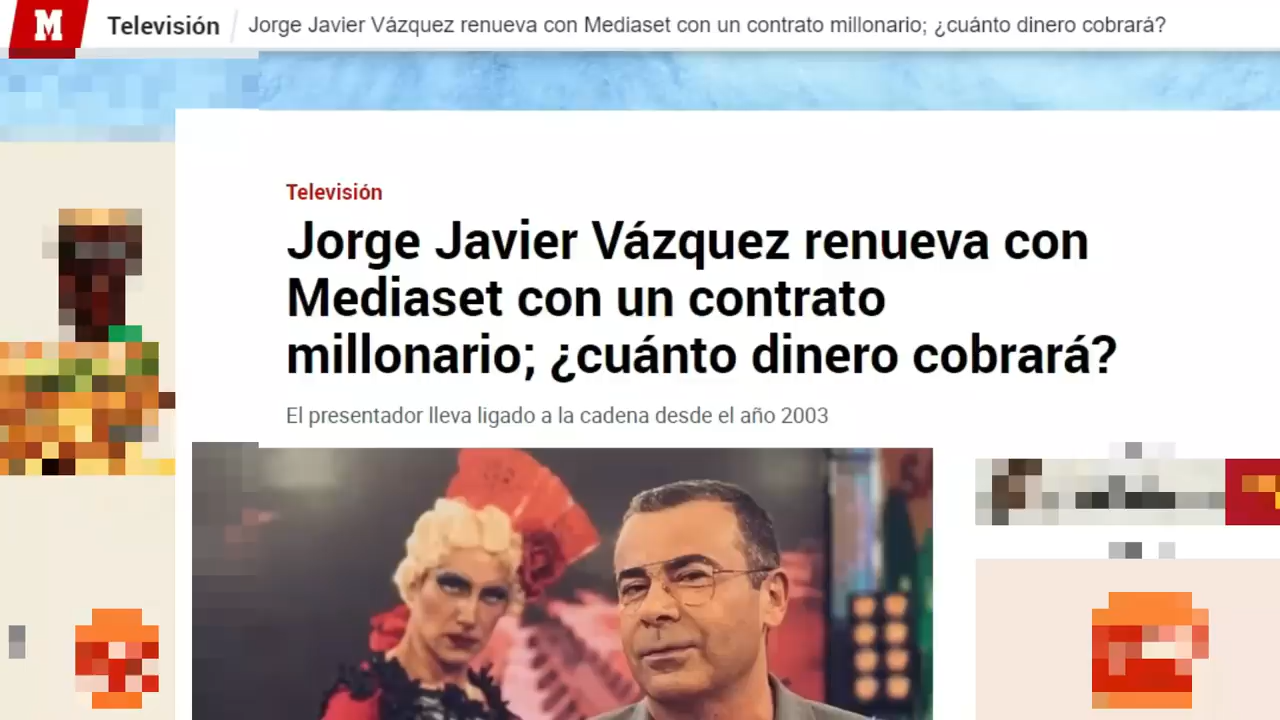 M
Televisión
Jorge Javier Vázquez renueva con Mediaset con un contrato millonario; ¿cuánto dinero cobrará?
Televisión
Jorge Javier Vázquez renueva con
Mediaset con un contrato
millonario; ¿cuánto dinero cobrará?
El presentador lleva ligado a la cadena desde el año 2003